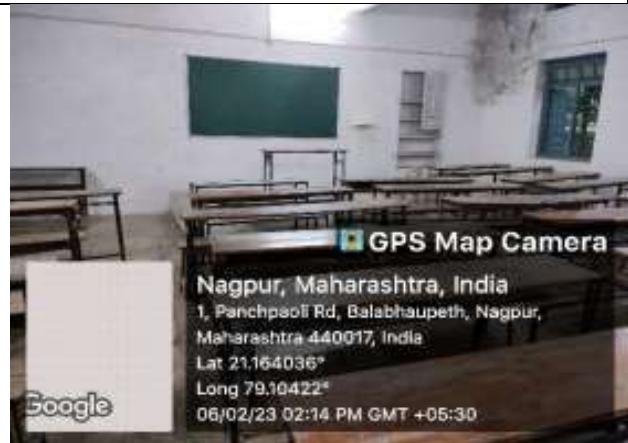 GPS Map Camera
Nagpur, Maharashtra, India
1, Panchpaoli Rd, Balabhaupeth, Nagpur,
Maharashtra 440017, India
Lat 21.164036°
Long 79.10422°
06/02/23 02:14 PM GMT +05:30
Google